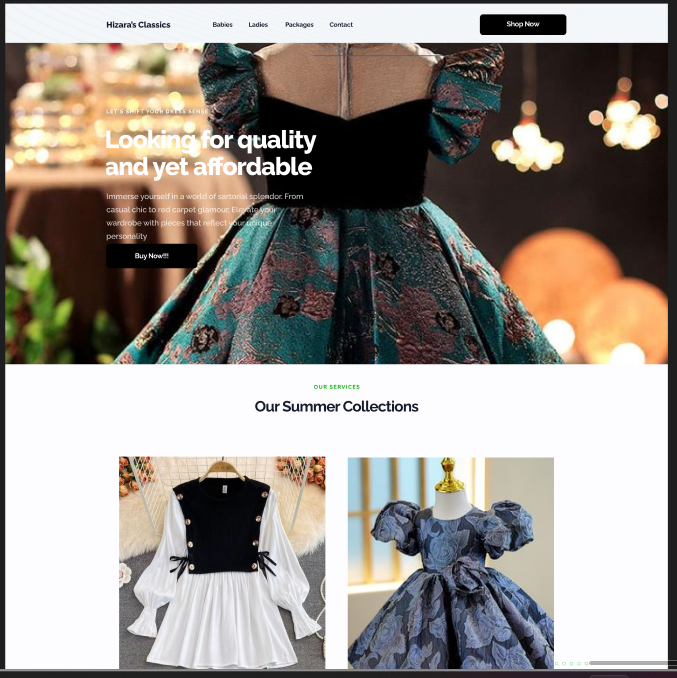 Hizara's Classics
Babies
Ladies
Packages
Contact
Shop Now
LET'S SHIFT YOUR DRESS SENSE
Looking for quality
and yet affordable
Immerse yourself in a world of sartorial splendor. From
casual chic to red carpet glamour, Elevate your
wardrobe with pieces that reflect your unique
personality
Buy Now!!!
OUR SERVICES
Our Summer Collections